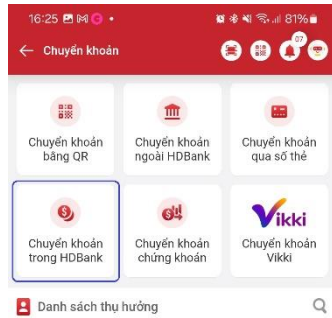 16:25
81%
Chuyển khoản
07
Chuyển khoản
bằng QR
Chuyển khoản
ngoài HDBank
Chuyển khoản
qua số thẻ
Chuyển khoản
trong HDBank
Chuyển khoản
chứng khoán
Vikki
Chuyển khoản
Vikki
Danh sách thụ hưởng